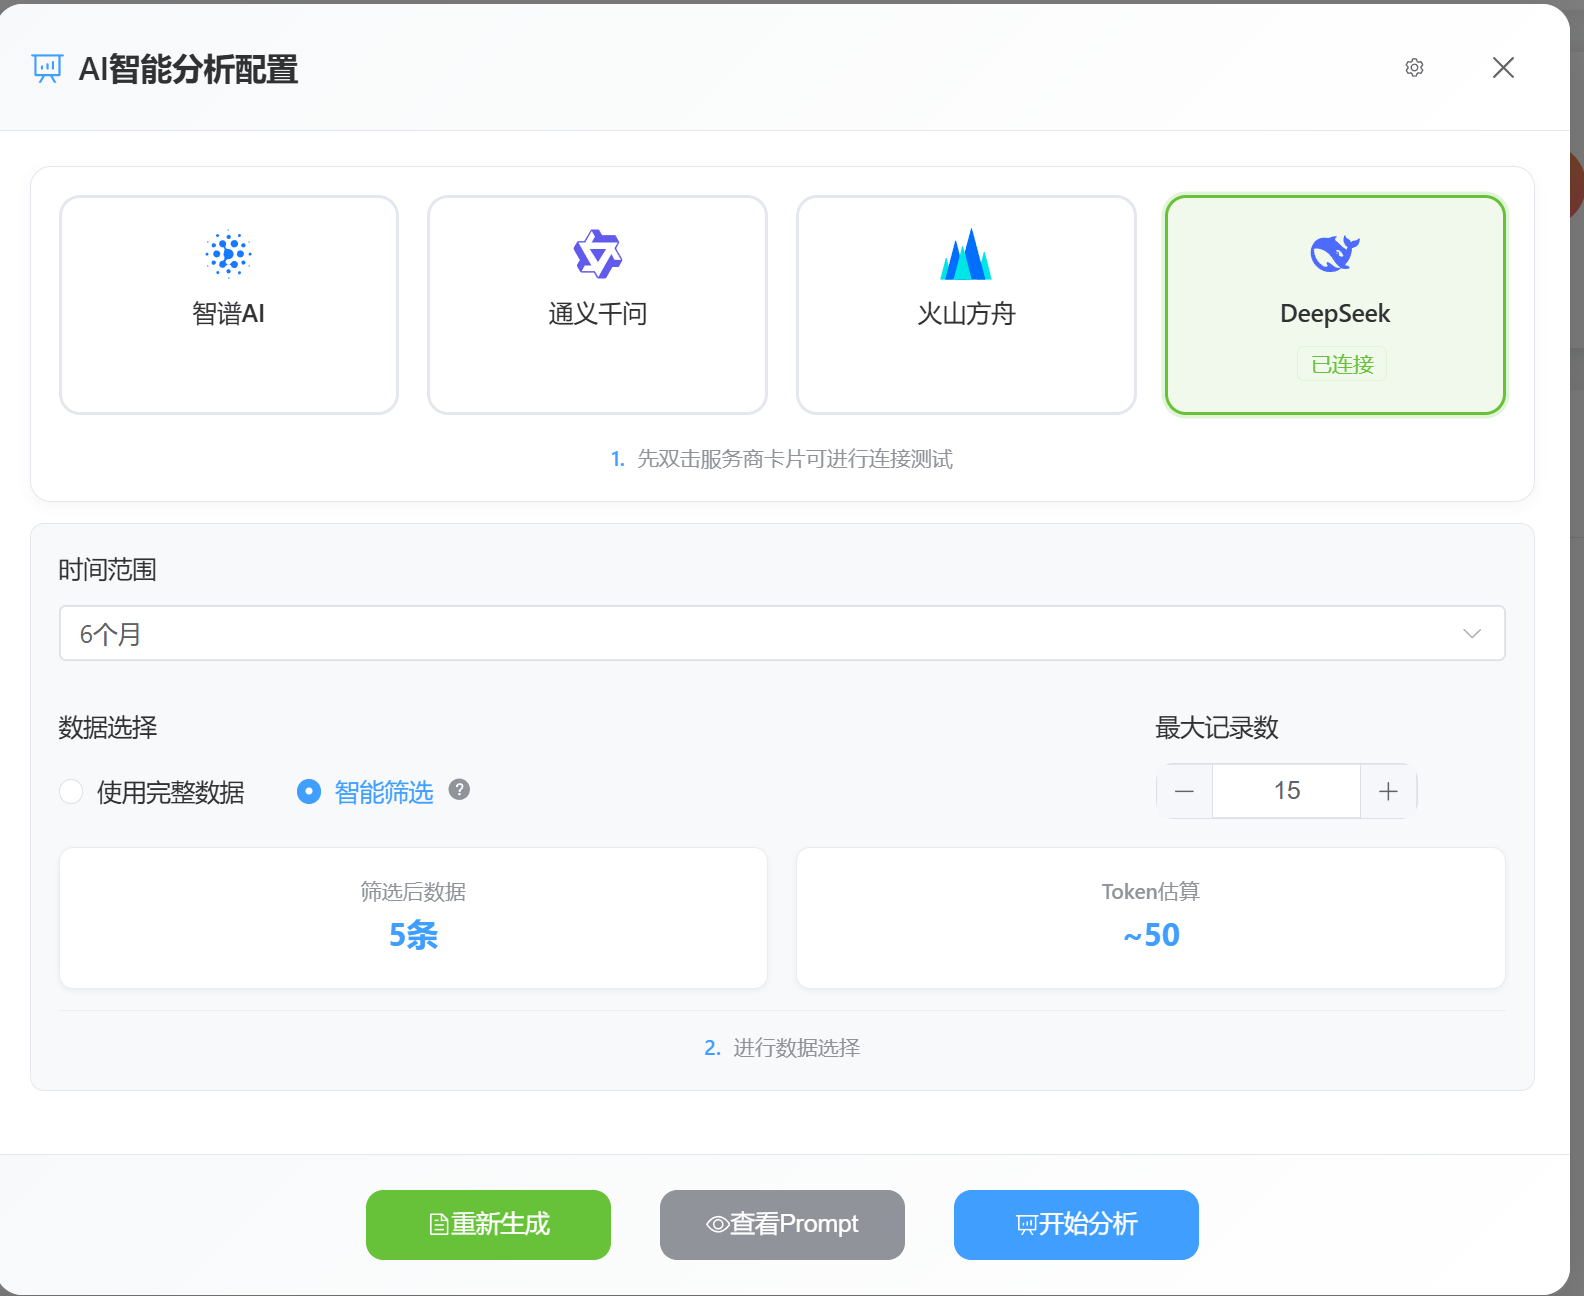 AI智能分析配置
智谱AI
通义千问
火山方舟
DeepSeek
已连接
1. 先双击服务商卡片可进行连接测试
时间范围
6个月
数据选择
最大记录数
使用完整数据
智能筛选
?
15
筛选后数据
5条
Token估算
~50
2. 进行数据选择
重新生成
查看Prompt
开始分析